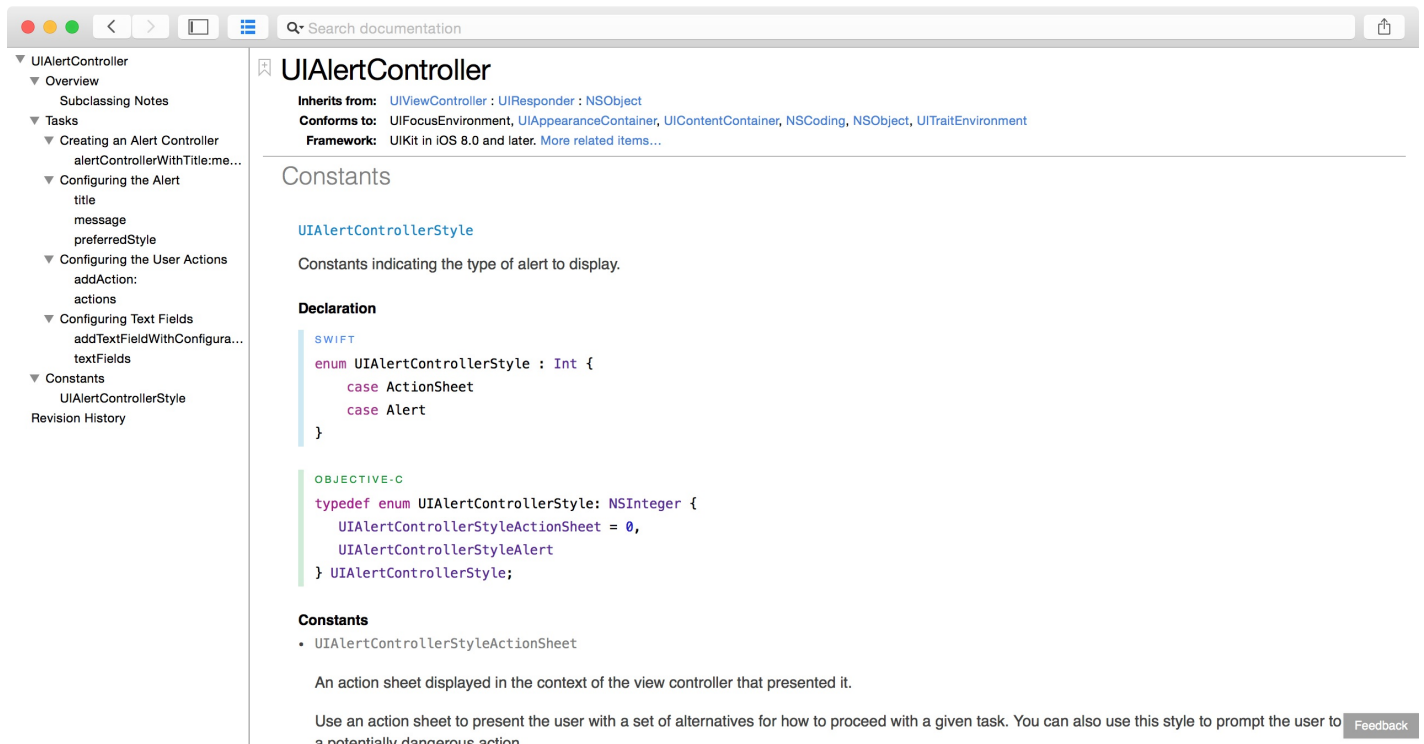 Search documentation
UIAlertController
Overview
Subclassing Notes
Tasks
Creating an Alert Controller
alertControllerWithTitle:me...
Configuring the Alert
title
message
preferredStyle
Configuring the User Actions
addAction:
actions
Configuring Text Fields
addTextFieldWithConfigura...
textFields
Constants
UIAlertControllerStyle
Revision History
UIAlertController
Inherits from: UIViewController : UIResponder : NSObject
Conforms to: UIFocusEnvironment, UIAppearanceContainer, UIContentContainer, NSCoding, NSObject, UITraitEnvironment
Framework: UIKit in iOS 8.0 and later. More related items...
Constants
UIAlertControllerStyle
Constants indicating the type of alert to display.
Declaration
SWIFT
enum UIAlertControllerStyle : Int {
    case ActionSheet
    case Alert
}
OBJECTIVE-C
typedef enum UIAlertControllerStyle: NSInteger {
   UIAlertControllerStyleActionSheet = 0,
   UIAlertControllerStyleAlert
} UIAlertControllerStyle;
Constants
• UIAlertControllerStyleActionSheet
An action sheet displayed in the context of the view controller that presented it.
Use an action sheet to present the user with a set of alternatives for how to proceed with a given task. You can also use this style to prompt the user to
a potentially dangerous action.
Feedback